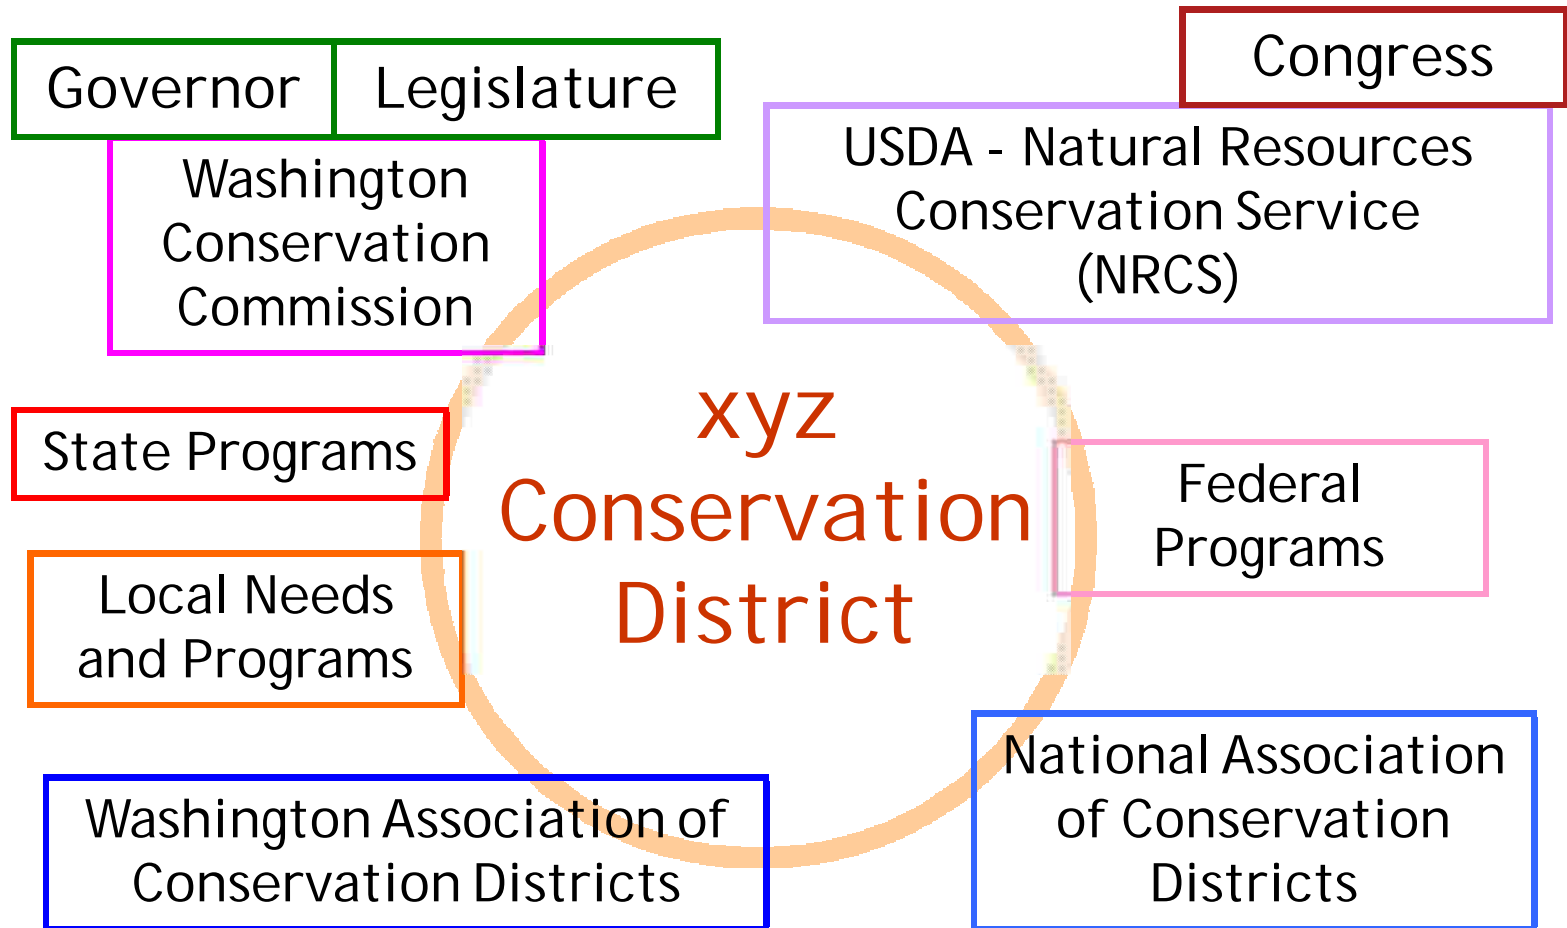 Governor
Legislature
Congress
Washington
Conservation
Commission
USDA - Natural Resources
Conservation Service
(NRCS)
State Programs
xyz
Conservation
District
Federal
Programs
Local Needs
and Programs
Washington Association of
Conservation Districts
National Association
of Conservation
Districts